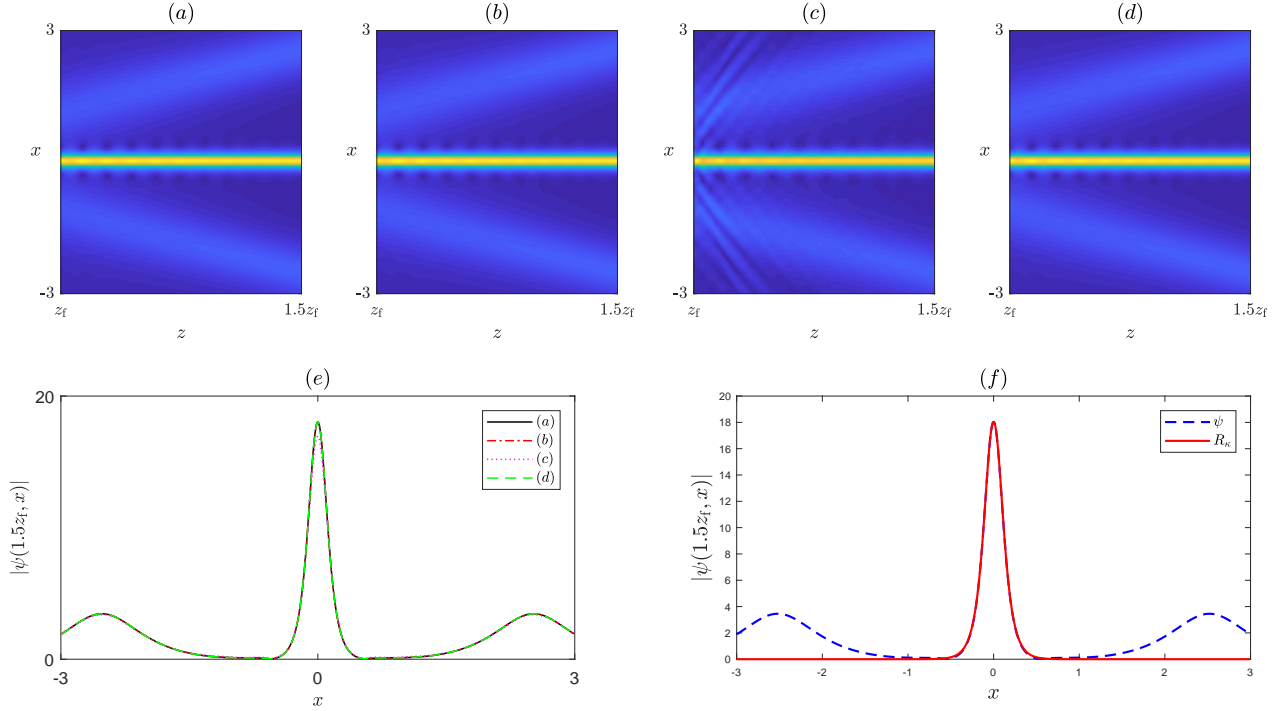 (a) (b) (c) (d)
3 3 3 3
x x x x
-3 -3 -3 -3
z_f 1.5z_f z_f 1.5z_f z_f 1.5z_f z_f 1.5z_f
z z z z
(e)
20
|ψ(1.5z_f, x)|
0
-3 0 3
x
(a)
(b)
(c)
(d)
(f)
20
18
16
14
12
10
8
6
4
2
0
|ψ(1.5z_f, x)|
-3 -2 -1 0 1 2 3
x
ψ
R_κ